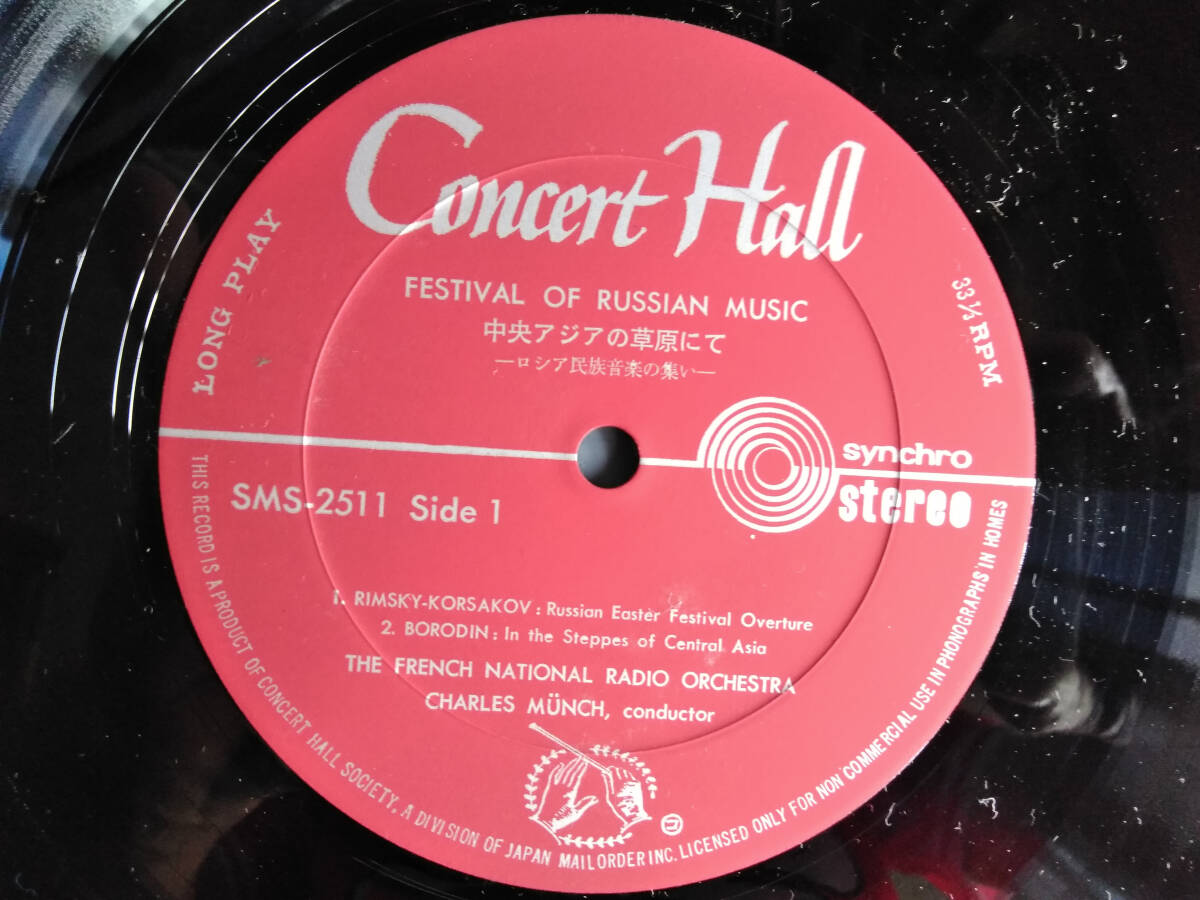 Concert Hall
FESTIVAL OF RUSSIAN MUSIC
中央アジアの草原にて
—ロシア民族音楽の集い—
LONG PLAY
33 1/3 RPM
synchro
stereo
SMS-2511 Side 1
1. RIMSKY-KORSAKOV : Russian Easter Festival Overture
2. BORODIN : In the Steppes of Central Asia
THE FRENCH NATIONAL RADIO ORCHESTRA
CHARLES MÜNCH, conductor
THIS RECORD IS A PRODUCT OF CONCERT HALL SOCIETY, A DIVISION OF JAPAN MAIL ORDER INC. LICENSED ONLY FOR NON COMMERCIAL USE IN PHONOGRAPHS IN HOMES